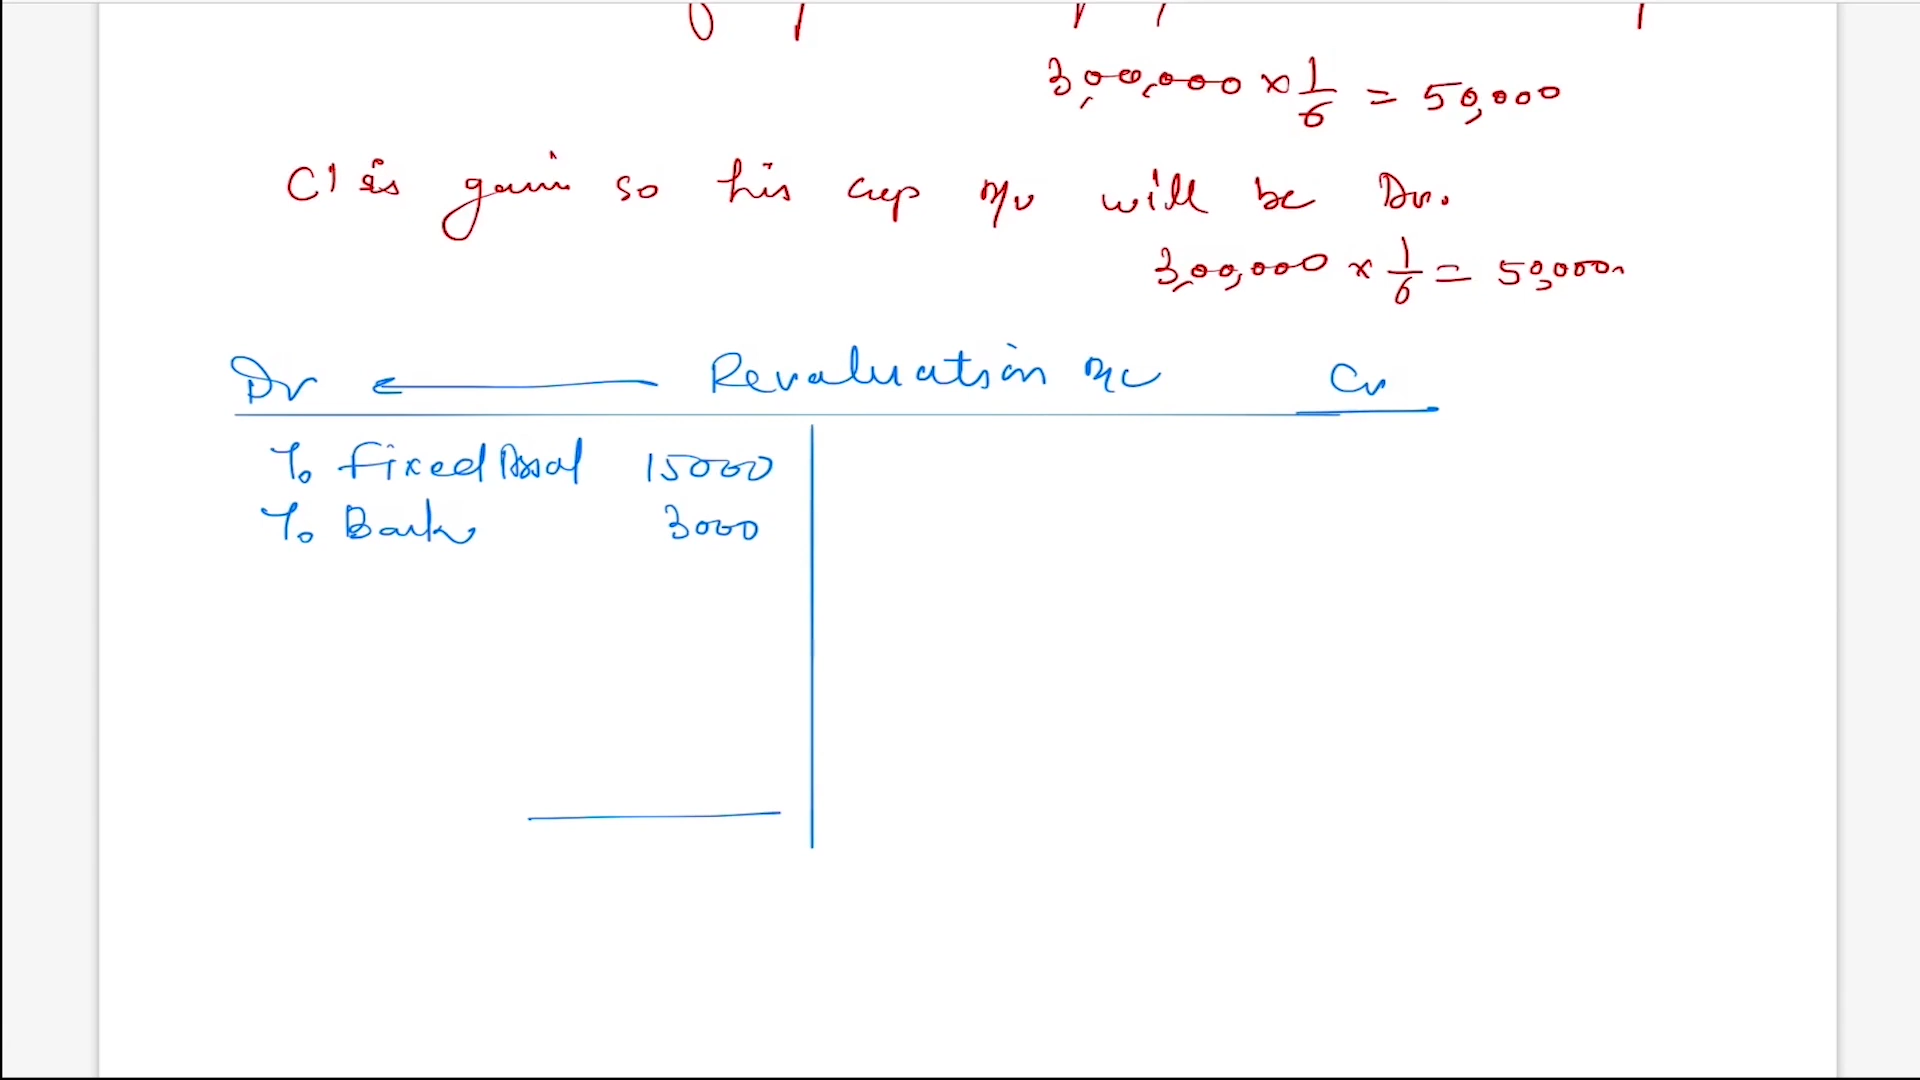 3,00,000 × 1/6 = 50,000
C is gain so his cap A/c will be Dr.
3,00,000 × 1/6 = 50,000
Dr Revaluation A/c Cr
To Fixed Asset 15000
To Bank 3000